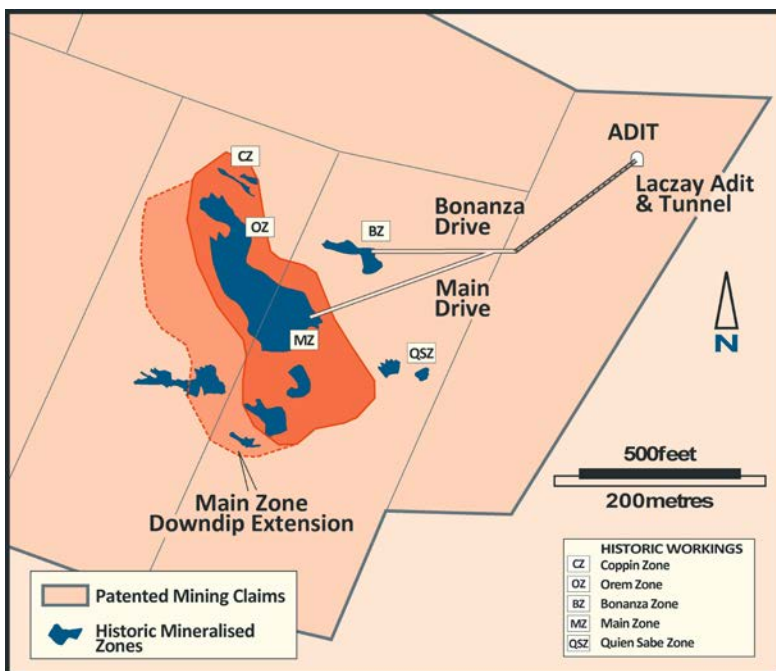 CZ
ADIT
Laczay Adit
& Tunnel
Bonanza
Drive
OZ
BZ
Main
Drive
MZ
QSZ
N
500feet
200metres
Main Zone
Downdip Extension
Patented Mining Claims
Historic Mineralised
Zones
HISTORIC WORKINGS
CZ Coppin Zone
OZ Orem Zone
BZ Bonanza Zone
MZ Main Zone
QSZ Quien Sabe Zone